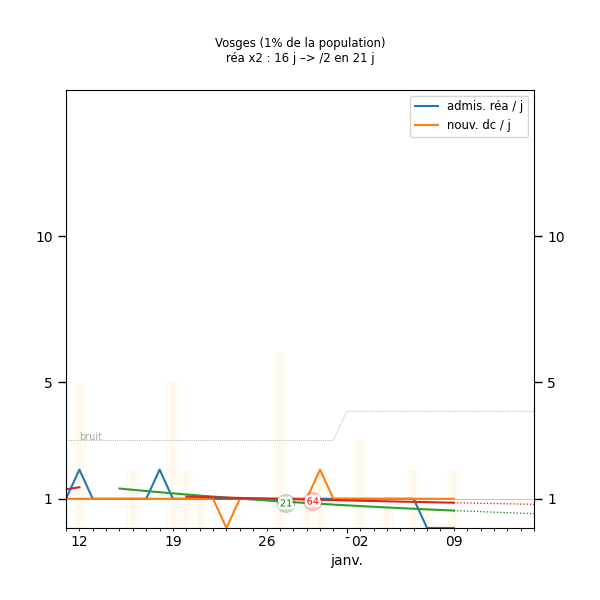 Vosges (1% de la population)
réa x2 : 16 j –> /2 en 21 j
admis. réa / j
nouv. dc / j
10
10
5
5
bruit
1
1
21
64
12
19
26
02
09
janv.